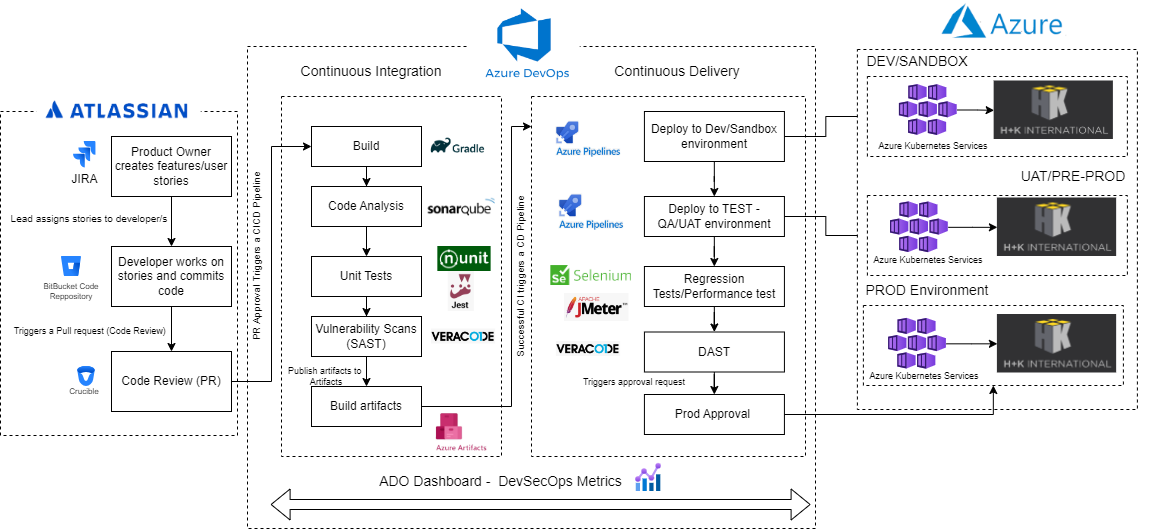 ATLASSIAN
JIRA
Product Owner
creates features/user
stories
Lead assigns stories to developer/s
BitBucket Code
Reppository
Developer works on
stories and commits
code
Triggers a Pull request (Code Review)
Crucible
Code Review (PR)
PR Approval Triggers a CICD Pipeline
Azure DevOps
Continuous Integration
Build
Gradle
Code Analysis
sonarqube
Unit Tests
nunit
Jest
Vulnerability Scans
(SAST)
VERACODE
Publish artifacts to
Artifacts
Build artifacts
Azure Artifacts
Successful CI triggers a CD Pipeline
Continuous Delivery
Azure Pipelines
Deploy to Dev/Sandbox
environment
Azure Pipelines
Deploy to TEST -
QA/UAT environment
Se Selenium
APACHE
JMeter™
Regression
Tests/Performance test
VERACODE
DAST
Triggers approval request
Prod Approval
ADO Dashboard - DevSecOps Metrics
Azure
DEV/SANDBOX
Azure Kubernetes Services
HK
H+K INTERNATIONAL
UAT/PRE-PROD
Azure Kubernetes Services
HK
H+K INTERNATIONAL
PROD Environment
Azure Kubernetes Services
HK
H+K INTERNATIONAL